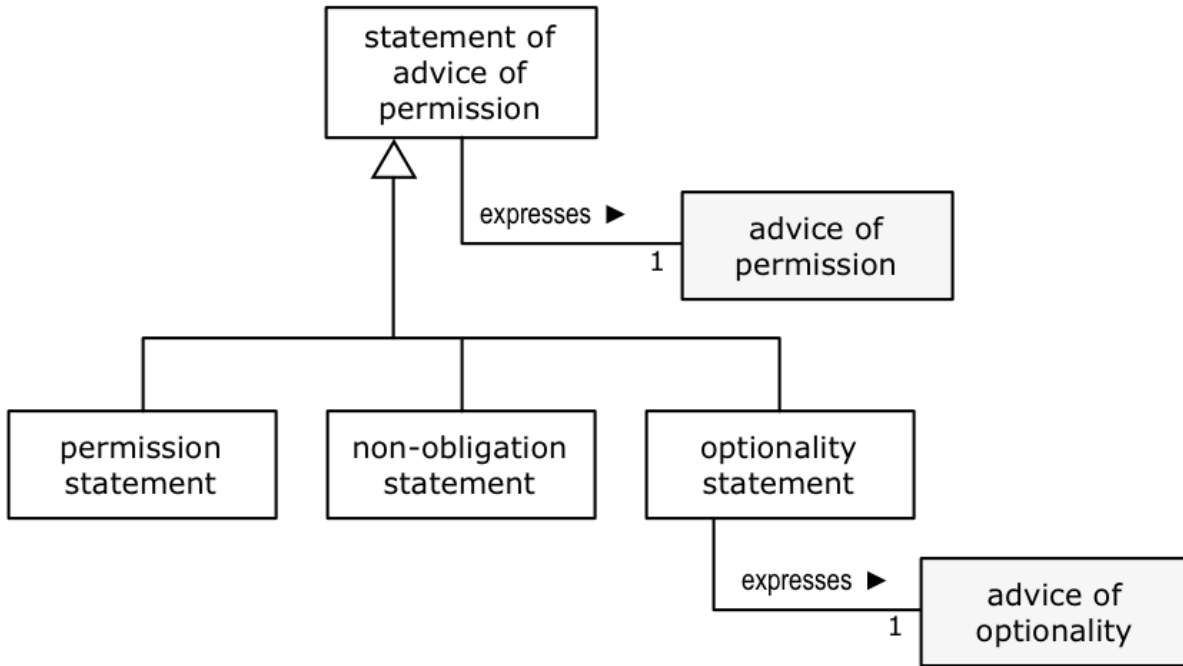 statement of
advice of
permission
expresses ►
1
advice of
permission
permission
statement
non-obligation
statement
optionality
statement
expresses ►
1
advice of
optionality